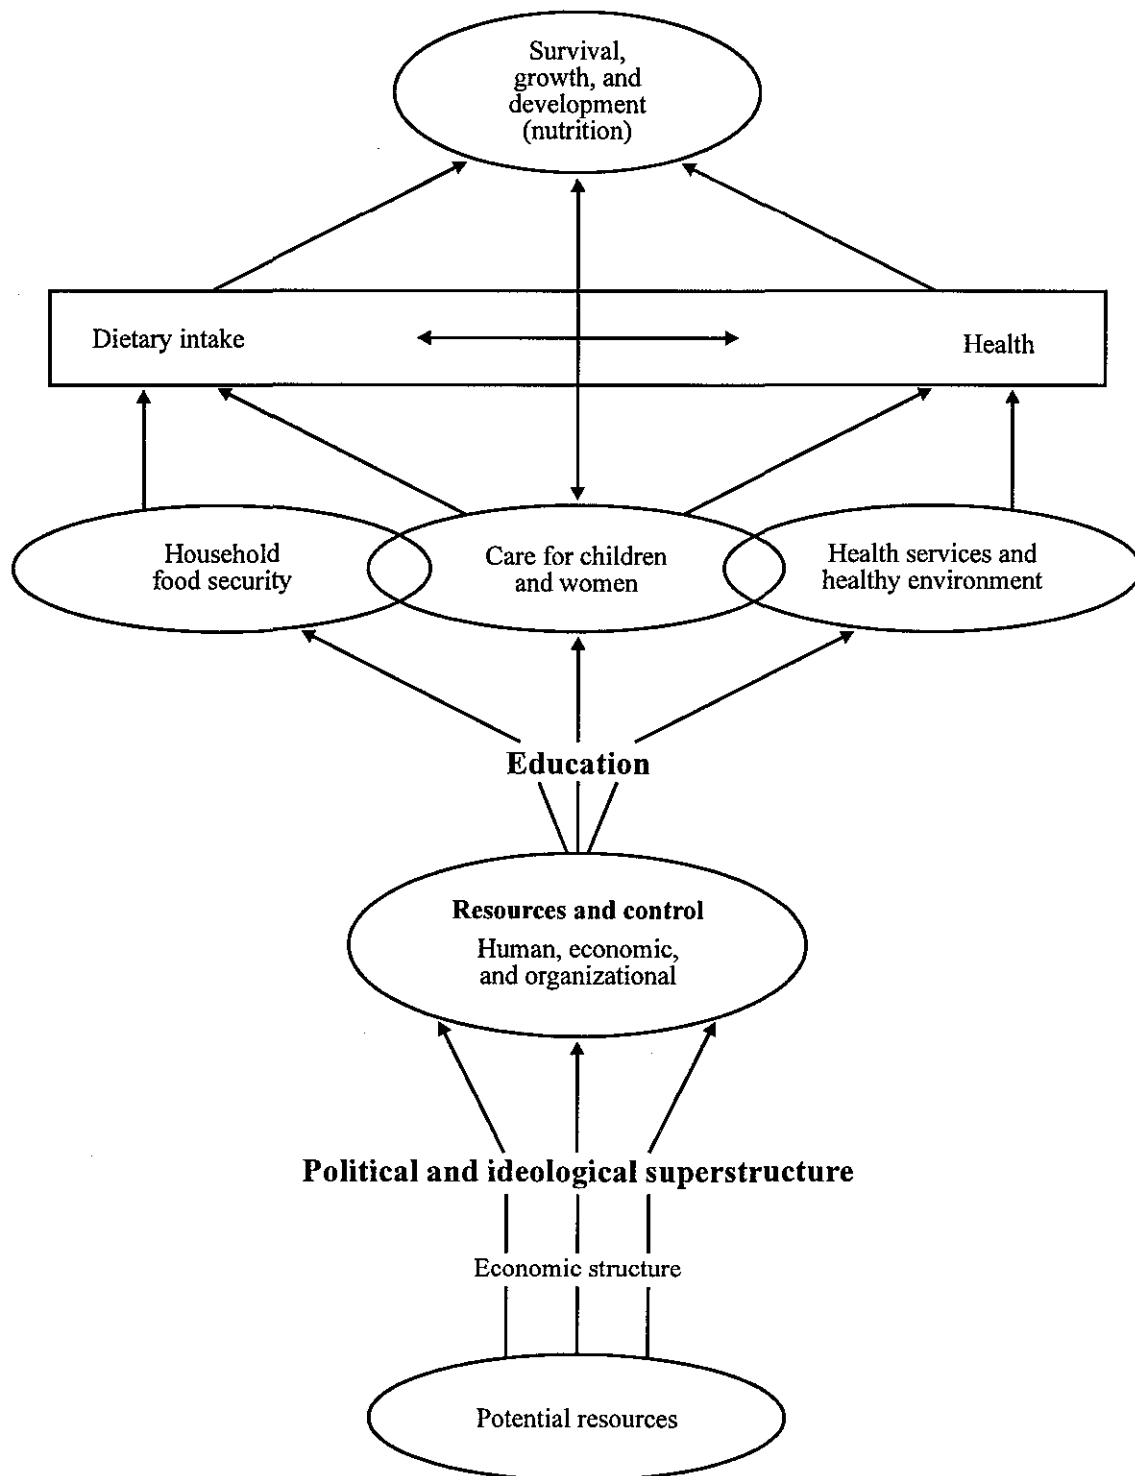 Survival,
growth, and
development
(nutrition)
Dietary intake
Health
Household
food security
Care for children
and women
Health services and
healthy environment
Education
Resources and control
Human, economic,
and organizational
Political and ideological superstructure
Economic structure
Potential resources